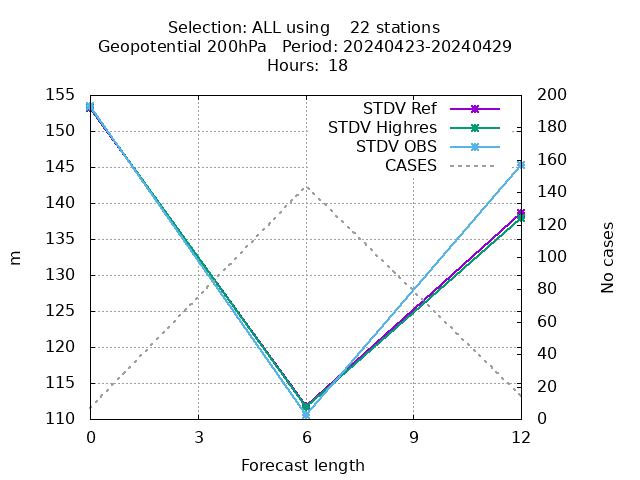 Selection: ALL using    22 stations
Geopotential 200hPa   Period: 20240423-20240429
Hours:  18
STDV Ref
STDV Highres
STDV OBS
CASES
155
150
145
140
135
130
125
120
115
110
m
200
180
160
140
120
100
80
60
40
20
0
No cases
0 3 6 9 12
Forecast length